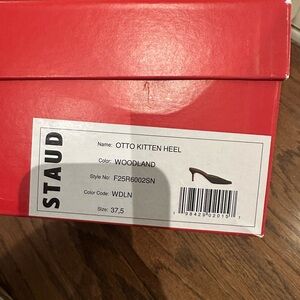 STAUD
Name: OTTO KITTEN HEEL
Color: WOODLAND
Style No: F25R6002SN
Color Code: WDLN
Size: 37,5